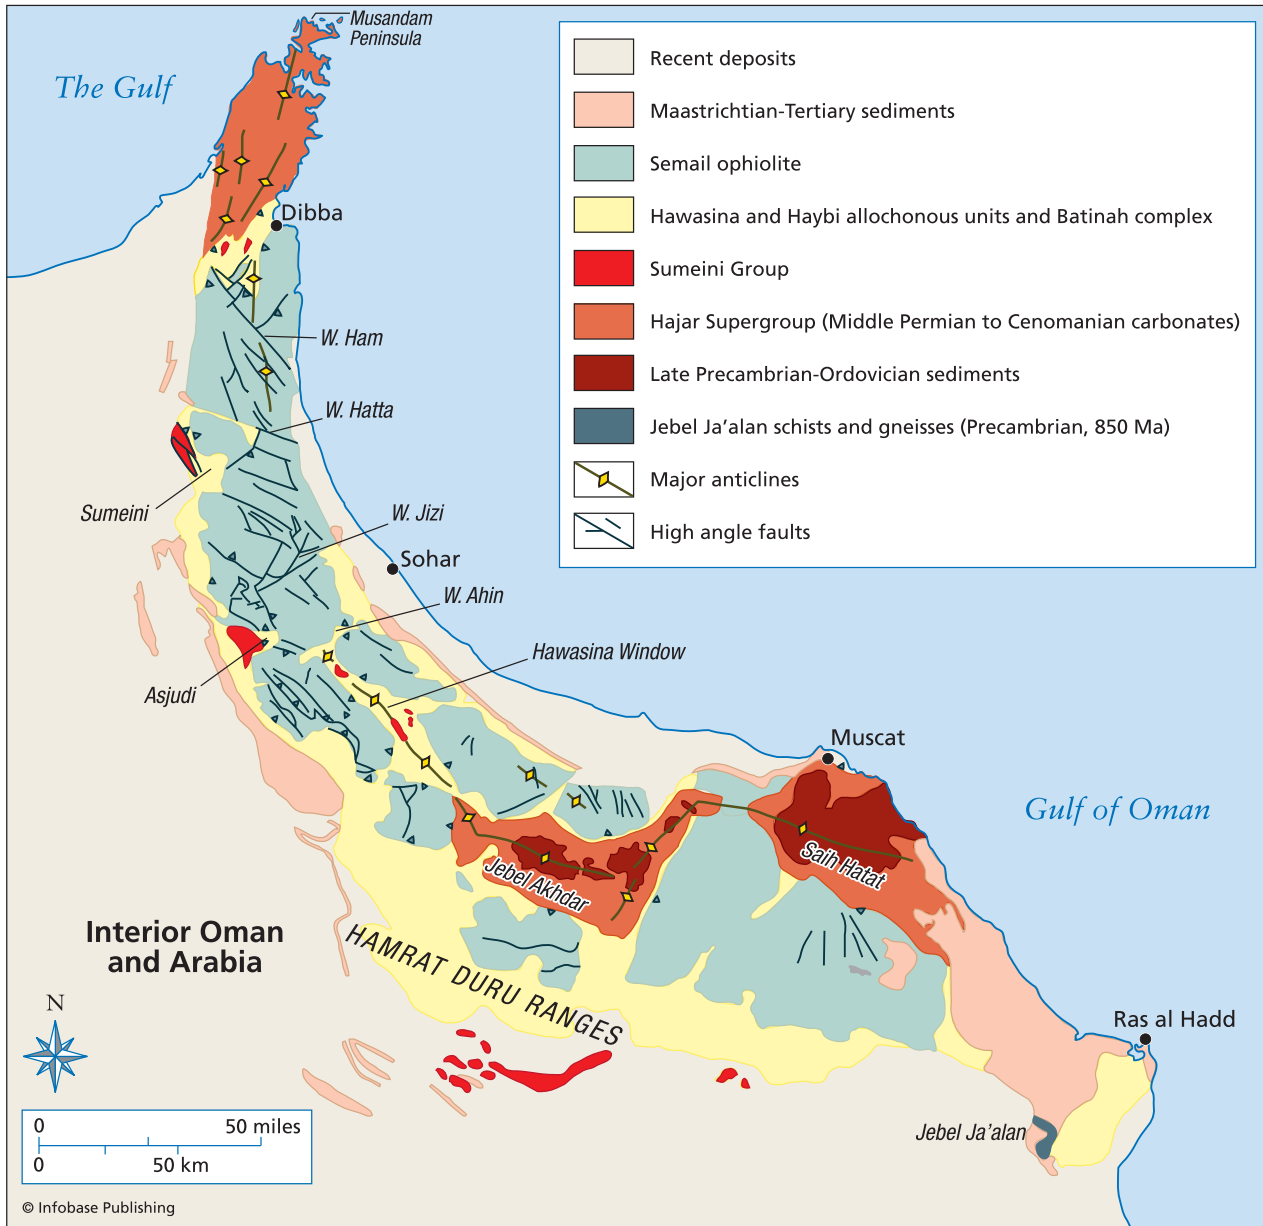 Musandam
Peninsula
The Gulf
Recent deposits
Maastrichtian-Tertiary sediments
Semail ophiolite
Hawasina and Haybi allochonous units and Batinah complex
Sumeini Group
Hajar Supergroup (Middle Permian to Cenomanian carbonates)
Late Precambrian-Ordovician sediments
Jebel Ja’alan schists and gneisses (Precambrian, 850 Ma)
Major anticlines
High angle faults
Dibba
W. Ham
W. Hatta
Sumeini
W. Jizi
Sohar
W. Ahin
Hawasina Window
Asjudi
Muscat
Gulf of Oman
Saih Hatat
Jebel Akhdar
Interior Oman
and Arabia
HAMRAT DURU RANGES
N
Ras al Hadd
Jebel Ja’alan
0 50 miles
0 50 km
© Infobase Publishing